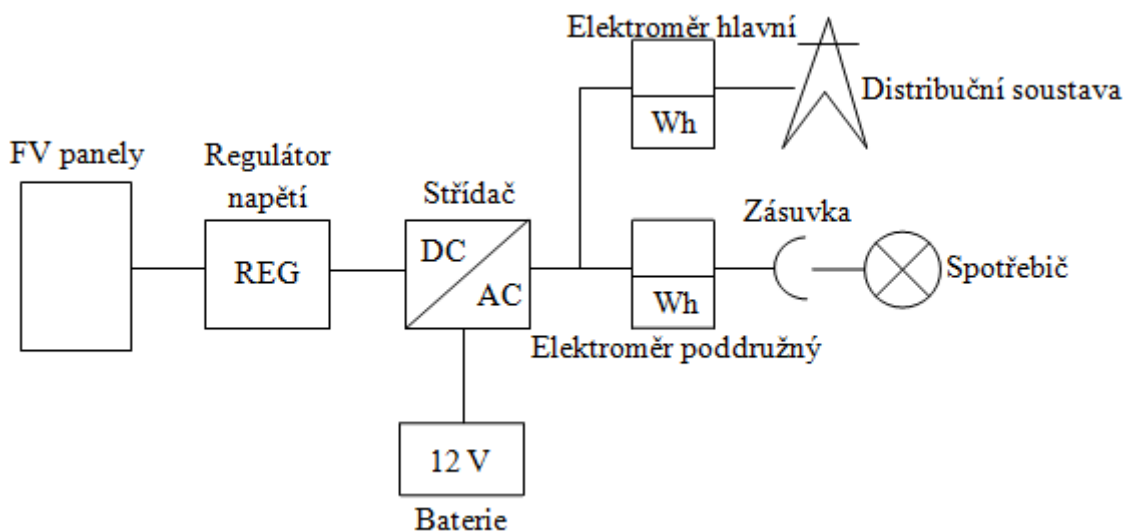 Elektroměr hlavní
Wh
Distribuční soustava
FV panely
Regulátor
napětí
REG
Střídač
DC
AC
Zásuvka
Wh
Spotřebič
Elektroměr poddružný
12 V
Baterie